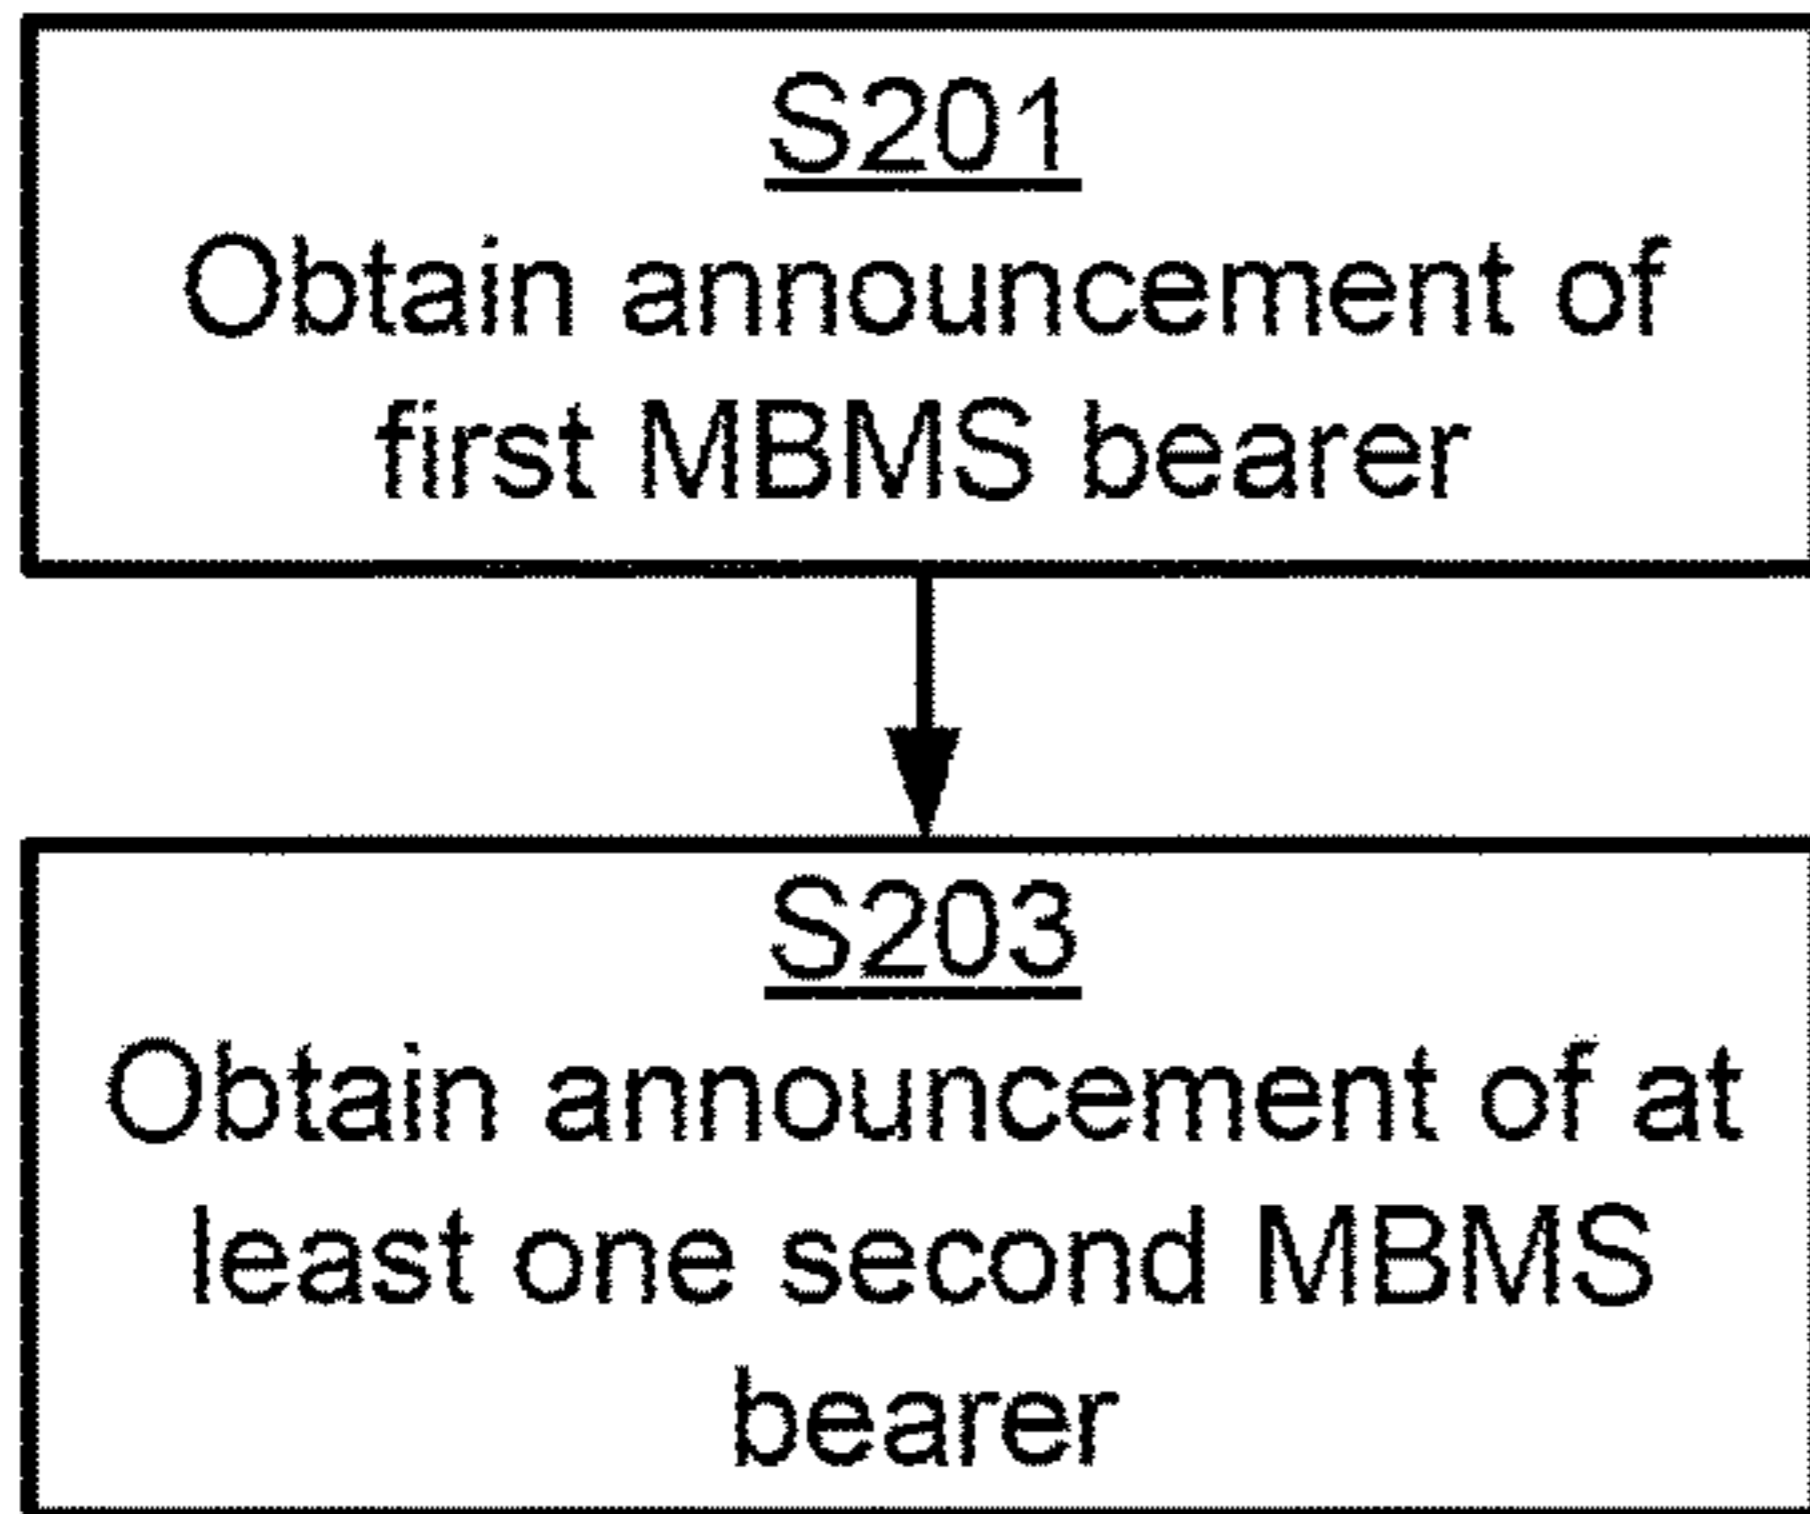 S201
Obtain announcement of
first MBMS bearer
S203
Obtain announcement of at
least one second MBMS
bearer